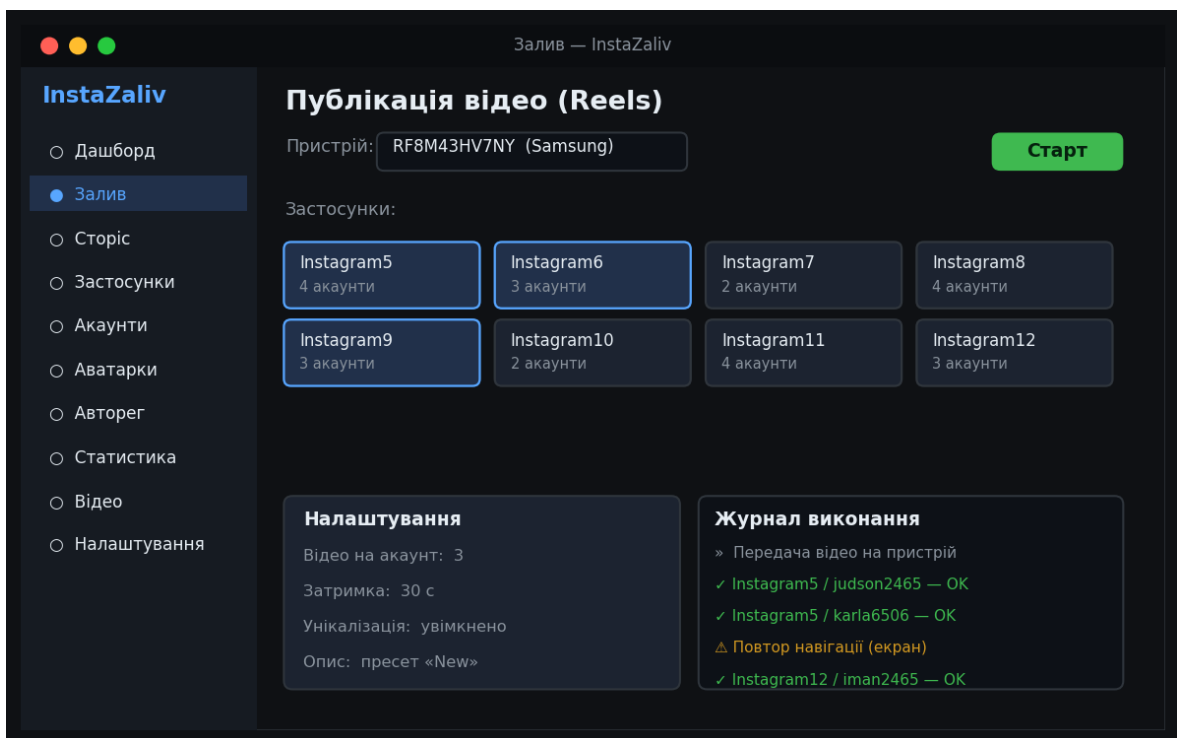 Залив — InstaZaliv
InstaZaliv
Дашборд
Залив
Сторіс
Застосунки
Акаунти
Аватарки
Авторег
Статистика
Відео
Налаштування
Публікація відео (Reels)
Пристрій: RF8M43HV7NY (Samsung)
Старт
Застосунки:
Instagram5
4 акаунти
Instagram6
3 акаунти
Instagram7
2 акаунти
Instagram8
4 акаунти
Instagram9
3 акаунти
Instagram10
2 акаунти
Instagram11
4 акаунти
Instagram12
3 акаунти
Налаштування
Відео на акаунт: 3
Затримка: 30 с
Унікалізація: увімкнено
Опис: пресет «New»
Журнал виконання
» Передача відео на пристрій
✓ Instagram5 / judson2465 — OK
✓ Instagram5 / karla6506 — OK
⚠ Повтор навігації (екран)
✓ Instagram12 / iman2465 — OK